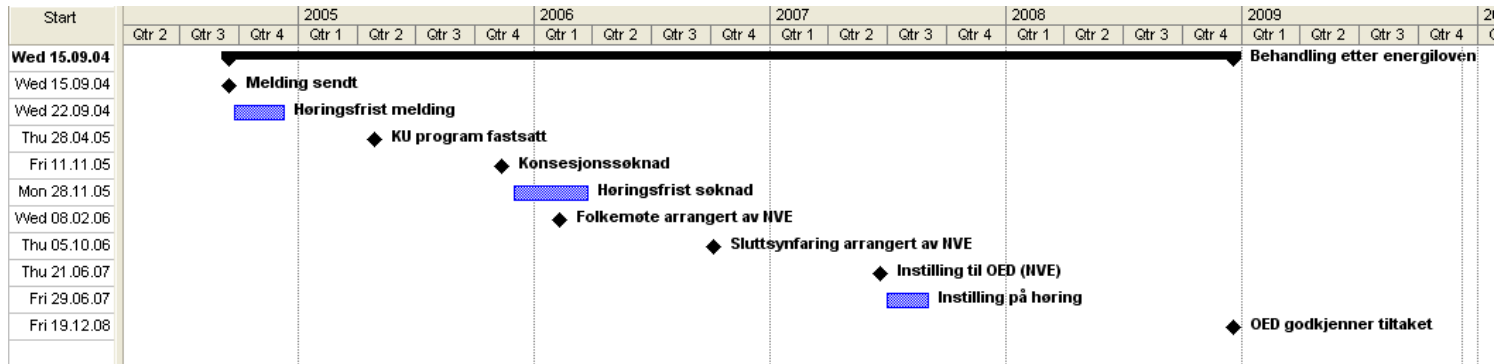 Start 2005 2006 2007 2008 2009
Qtr 2 Qtr 3 Qtr 4 Qtr 1 Qtr 2 Qtr 3 Qtr 4 Qtr 1 Qtr 2 Qtr 3 Qtr 4 Qtr 1 Qtr 2 Qtr 3 Qtr 4 Qtr 1 Qtr 2 Qtr 3 Qtr 4 Qtr 1 Qtr 2 Qtr 3 Qtr 4
Wed 15.09.04 Behandling etter energiloven
Wed 15.09.04 Melding sendt
Wed 22.09.04 Høringsfrist melding
Thu 28.04.05 KU program fastsatt
Fri 11.11.05 Konsesjonssøknad
Mon 28.11.05 Høringsfrist søknad
Wed 08.02.06 Folkemøte arrangert av NVE
Thu 05.10.06 Sluttsynfaring arrangert av NVE
Thu 21.06.07 Instilling til OED (NVE)
Fri 29.06.07 Instilling på høring
Fri 19.12.08 OED godkjenner tiltaket